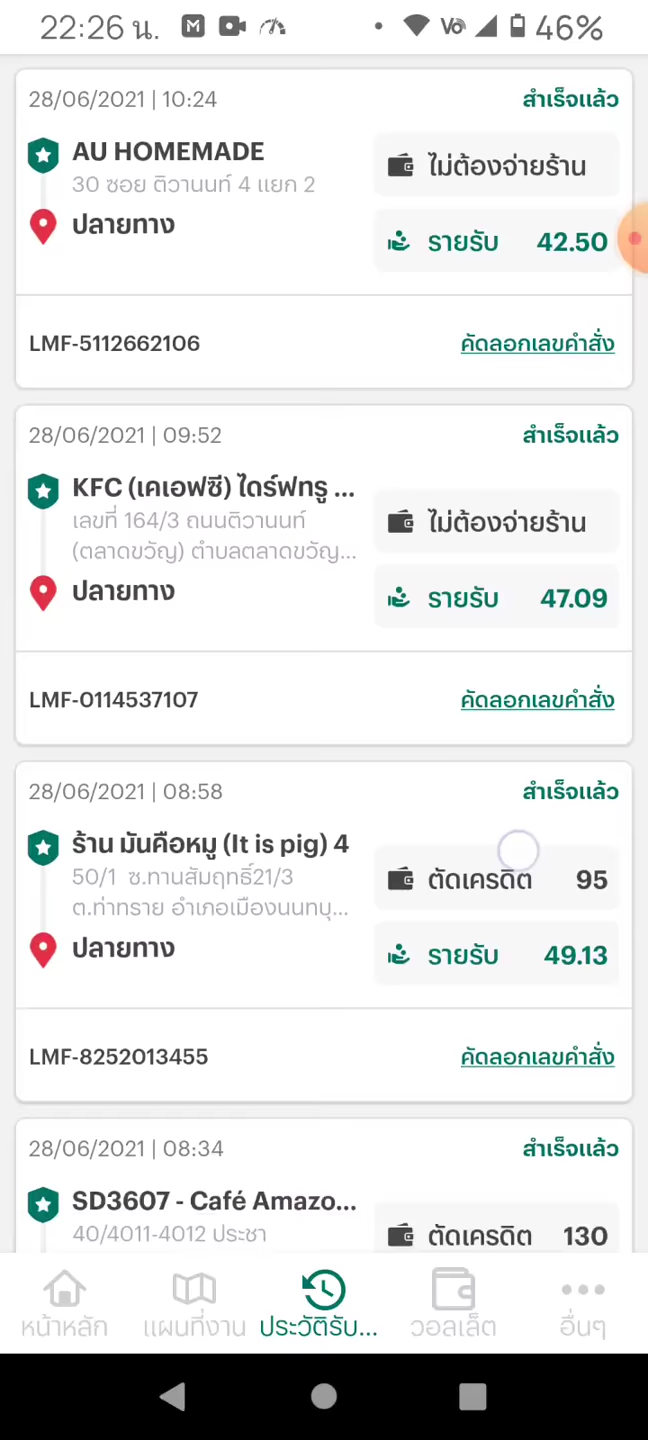 22:26 น. 46%
28/06/2021 | 10:24 สำเร็จแล้ว
AU HOMEMADE
30 ซอย ติวานนท์ 4 แยก 2
ไม่ต้องจ่ายร้าน
ปลายทาง
รายรับ 42.50
LMF-5112662106 คัดลอกเลขคำสั่ง
28/06/2021 | 09:52 สำเร็จแล้ว
KFC (เคเอฟซี) ไดร์ฟทรู ...
เลขที่ 164/3 ถนนติวานนท์
(ตลาดขวัญ) ตำบลตลาดขวัญ...
ไม่ต้องจ่ายร้าน
ปลายทาง
รายรับ 47.09
LMF-0114537107 คัดลอกเลขคำสั่ง
28/06/2021 | 08:58 สำเร็จแล้ว
ร้าน มันคือหมู (It is pig) 4
50/1 ซ.ทานสัมฤทธิ์21/3
ต.ท่าทราย อำเภอเมืองนนทบุ...
ตัดเครดิต 95
ปลายทาง
รายรับ 49.13
LMF-8252013455 คัดลอกเลขคำสั่ง
28/06/2021 | 08:34 สำเร็จแล้ว
SD3607 - Café Amazo...
40/4011-4012 ประชา
ตัดเครดิต 130
หน้าหลัก แผนที่งาน ประวัติรับ... วอลเล็ต อื่นๆ